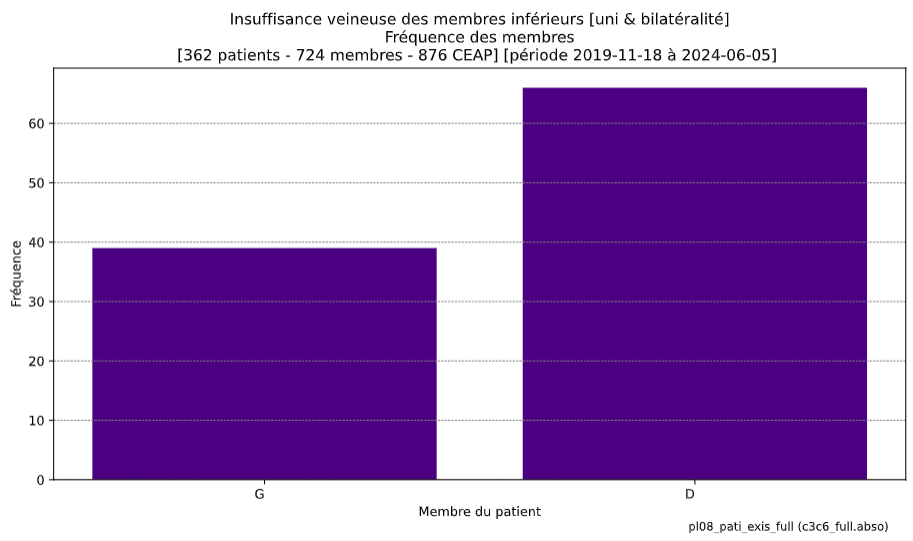 Insuffisance veineuse des membres inférieurs [uni & bilatéralité]
Fréquence des membres
[362 patients - 724 membres - 876 CEAP] [période 2019-11-18 à 2024-06-05]
60
50
40
30
20
10
0
Fréquence
G D
Membre du patient
pl08_pati_exis_full (c3c6_full.abso)